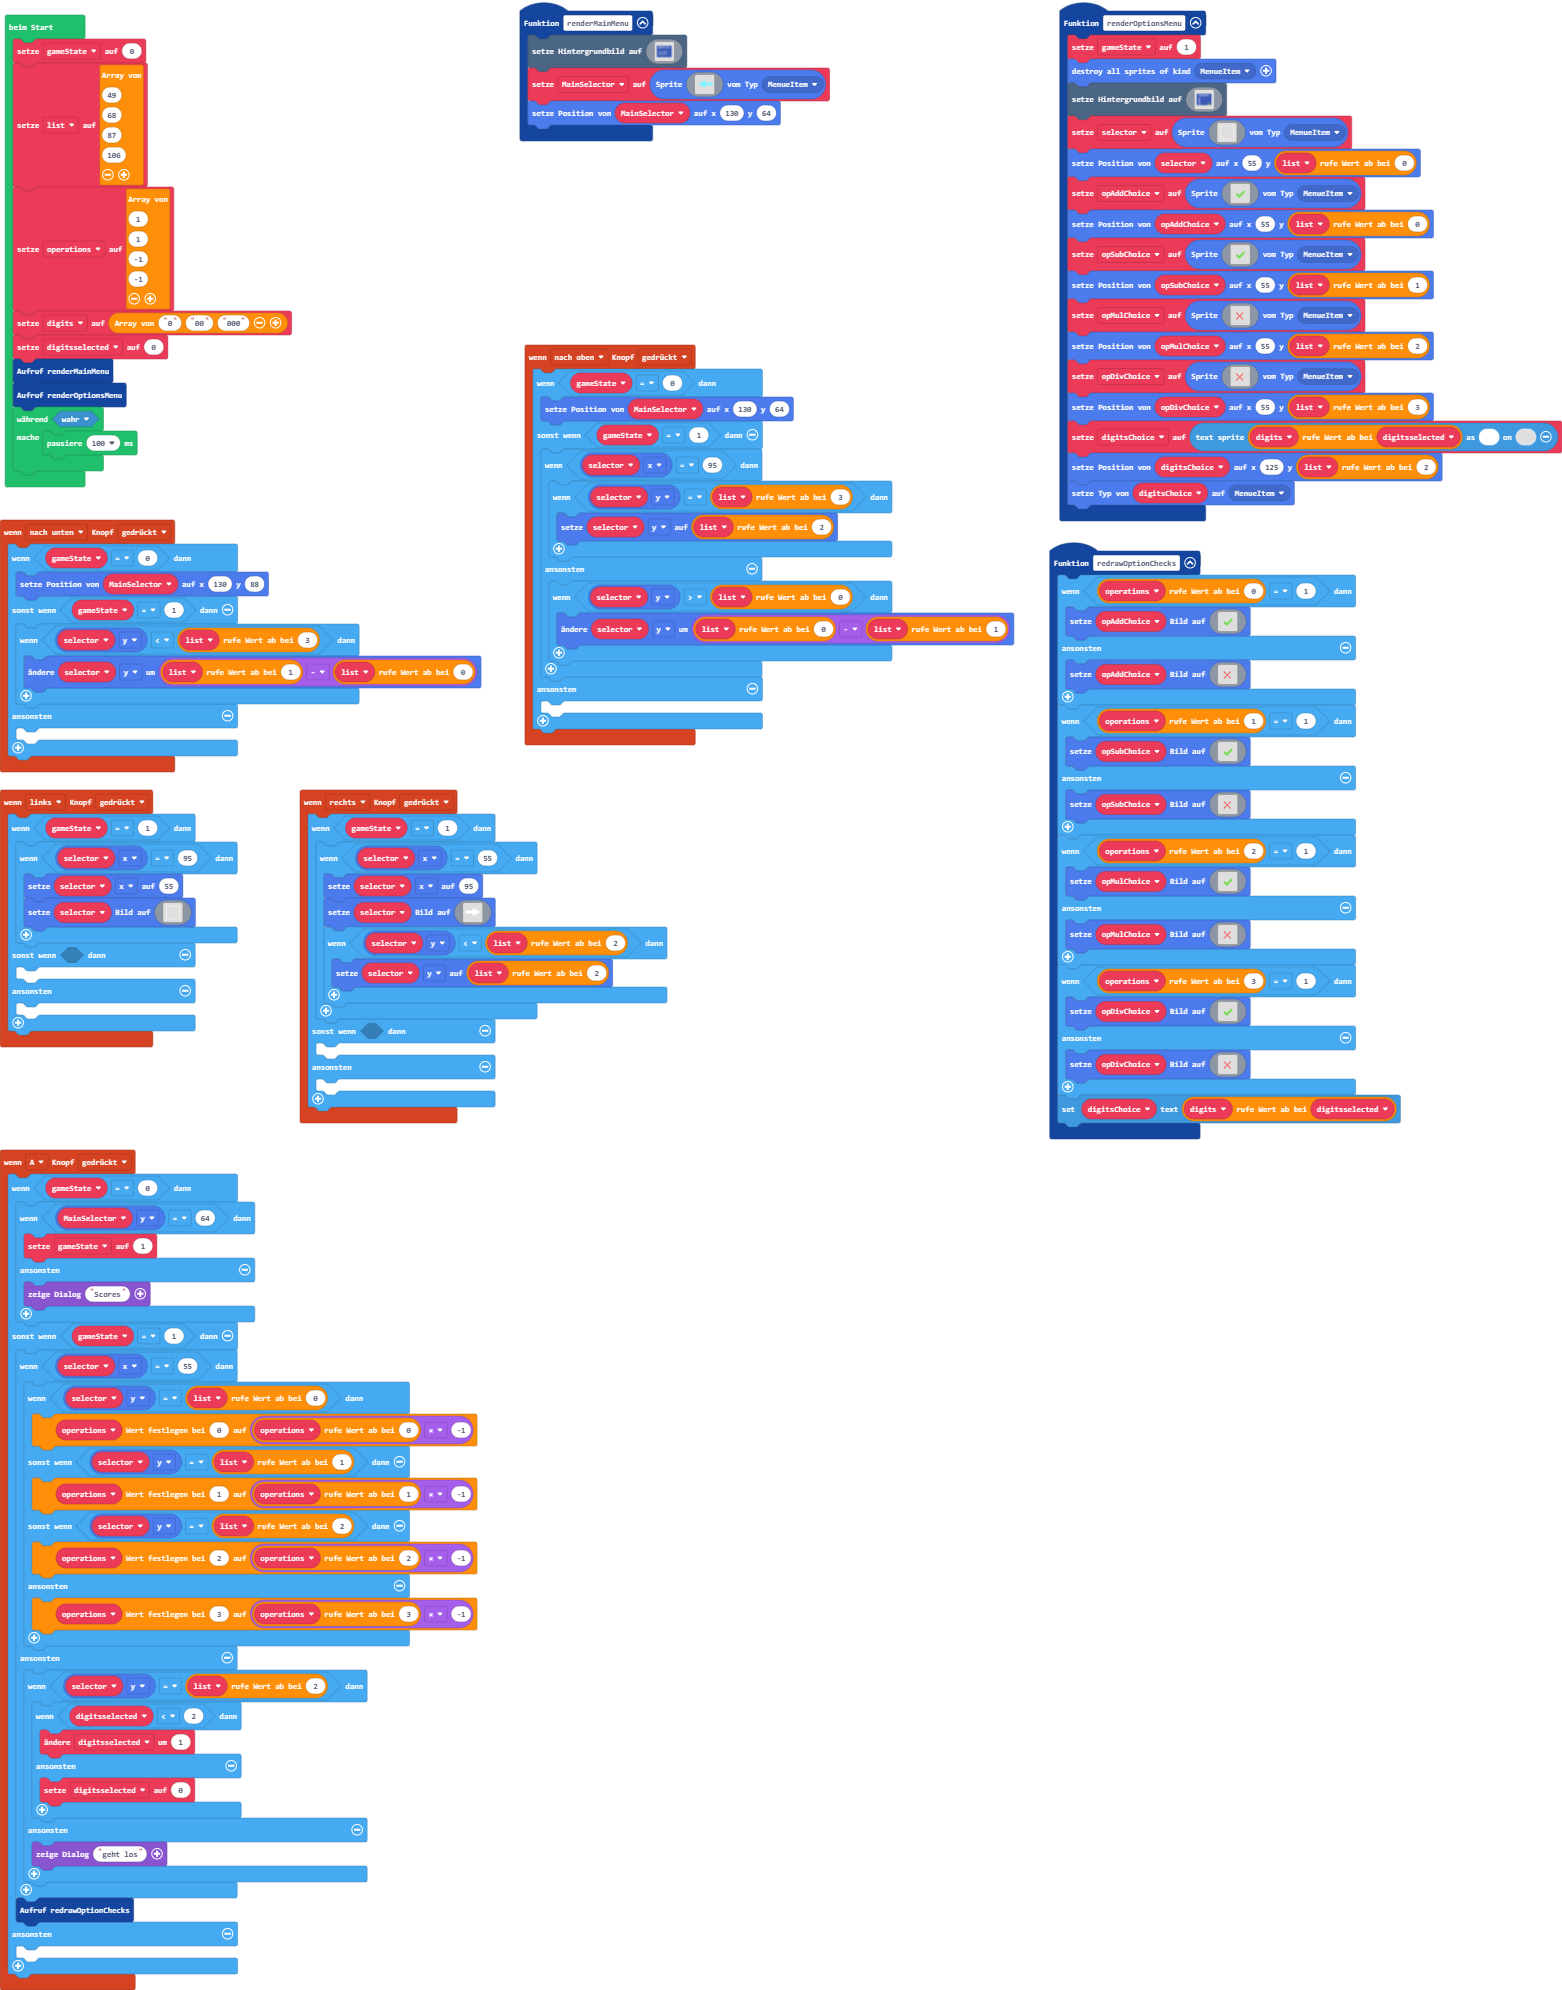 beim Start
setze gameState auf 0
setze list auf Array von
49
68
87
106
setze operations auf Array von
1
1
-1
-1
setze digits auf Array von "0" "00" "000"
setze digitsselected auf 0
Aufruf renderMainMenu
Aufruf renderOptionsMenu
während wahr
mache
pausiere 100 ms
Funktion renderMainMenu
setze Hintergrundbild auf
setze MainSelector auf Sprite vom Typ MenueItem
setze Position von MainSelector auf x 130 y 64
Funktion renderOptionsMenu
setze gameState auf 1
destroy all sprites of kind MenueItem
setze Hintergrundbild auf
setze selector auf Sprite vom Typ MenueItem
setze Position von selector auf x 55 y list rufe Wert ab bei 0
setze opAddChoice auf Sprite vom Typ MenueItem
setze Position von opAddChoice auf x 55 y list rufe Wert ab bei 0
setze opSubChoice auf Sprite vom Typ MenueItem
setze Position von opSubChoice auf x 55 y list rufe Wert ab bei 1
setze opMulChoice auf Sprite vom Typ MenueItem
setze Position von opMulChoice auf x 55 y list rufe Wert ab bei 2
setze opDivChoice auf Sprite vom Typ MenueItem
setze Position von opDivChoice auf x 55 y list rufe Wert ab bei 3
setze digitsChoice auf text sprite digits rufe Wert ab bei digitsselected as on
setze Position von digitsChoice auf x 125 y list rufe Wert ab bei 2
setze Typ von digitsChoice auf MenueItem
wenn nach unten Knopf gedrückt
wenn gameState = 0 dann
setze Position von MainSelector auf x 130 y 88
sonst wenn gameState = 1 dann
wenn selector y < list rufe Wert ab bei 3 dann
ändere selector y um list rufe Wert ab bei 1 - list rufe Wert ab bei 0
ansonsten
wenn nach oben Knopf gedrückt
wenn gameState = 0 dann
setze Position von MainSelector auf x 130 y 64
sonst wenn gameState = 1 dann
wenn selector x = 95 dann
wenn selector y = list rufe Wert ab bei 3 dann
setze selector y auf list rufe Wert ab bei 2
ansonsten
wenn selector y > list rufe Wert ab bei 0 dann
ändere selector y um list rufe Wert ab bei 0 - list rufe Wert ab bei 1
ansonsten
Funktion redrawOptionChecks
wenn operations rufe Wert ab bei 0 = 1 dann
setze opAddChoice Bild auf
ansonsten
setze opAddChoice Bild auf
wenn operations rufe Wert ab bei 1 = 1 dann
setze opSubChoice Bild auf
ansonsten
setze opSubChoice Bild auf
wenn operations rufe Wert ab bei 2 = 1 dann
setze opMulChoice Bild auf
ansonsten
setze opMulChoice Bild auf
wenn operations rufe Wert ab bei 3 = 1 dann
setze opDivChoice Bild auf
ansonsten
setze opDivChoice Bild auf
set digitsChoice text digits rufe Wert ab bei digitsselected
wenn links Knopf gedrückt
wenn gameState = 1 dann
wenn selector x = 95 dann
setze selector x auf 55
setze selector Bild auf
sonst wenn dann
ansonsten
wenn rechts Knopf gedrückt
wenn gameState = 1 dann
wenn selector x = 55 dann
setze selector x auf 95
setze selector Bild auf
wenn selector y < list rufe Wert ab bei 2 dann
setze selector y auf list rufe Wert ab bei 2
sonst wenn dann
ansonsten
wenn A Knopf gedrückt
wenn gameState = 0 dann
wenn MainSelector y = 64 dann
setze gameState auf 1
ansonsten
zeige Dialog "Scores"
sonst wenn gameState = 1 dann
wenn selector x = 55 dann
wenn selector y = list rufe Wert ab bei 0 dann
operations Wert festlegen bei 0 auf operations rufe Wert ab bei 0 × -1
sonst wenn selector y = list rufe Wert ab bei 1 dann
operations Wert festlegen bei 1 auf operations rufe Wert ab bei 1 × -1
sonst wenn selector y = list rufe Wert ab bei 2 dann
operations Wert festlegen bei 2 auf operations rufe Wert ab bei 2 × -1
ansonsten
operations Wert festlegen bei 3 auf operations rufe Wert ab bei 3 × -1
ansonsten
wenn selector y = list rufe Wert ab bei 2 dann
wenn digitsselected < 2 dann
ändere digitsselected um 1
ansonsten
setze digitsselected auf 0
ansonsten
zeige Dialog "geht los"
Aufruf redrawOptionChecks
ansonsten